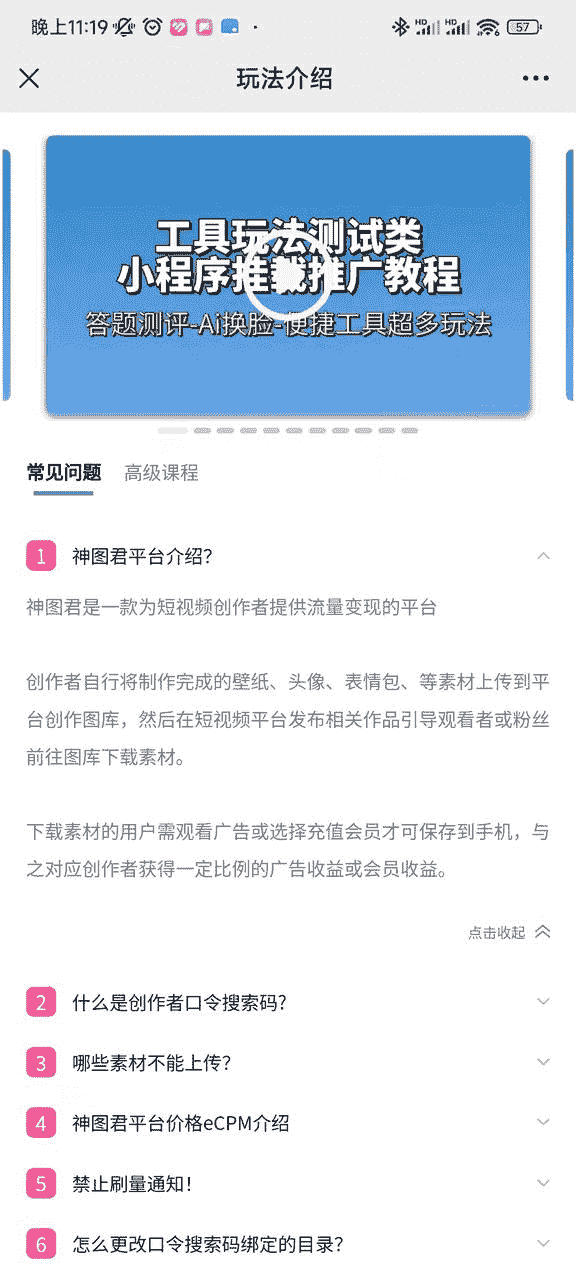 晚上11:19
HD
HD
57
玩法介绍
工具玩法测试类
小程序推载推广教程
答题测评-Ai换脸-便捷工具超多玩法
常见问题
高级课程
1 神图君平台介绍?
神图君是一款为短视频创作者提供流量变现的平台
创作者自行将制作完成的壁纸、头像、表情包、等素材上传到平
台创作图库，然后在短视频平台发布相关作品引导观看者或粉丝
前往图库下载素材。
下载素材的用户需观看广告或选择充值会员才可保存到手机，与
之对应创作者获得一定比例的广告收益或会员收益。
点击收起
2 什么是创作者口令搜索码?
3 哪些素材不能上传?
4 神图君平台价格eCPM介绍
5 禁止刷量通知!
6 怎么更改口令搜索码绑定的目录?